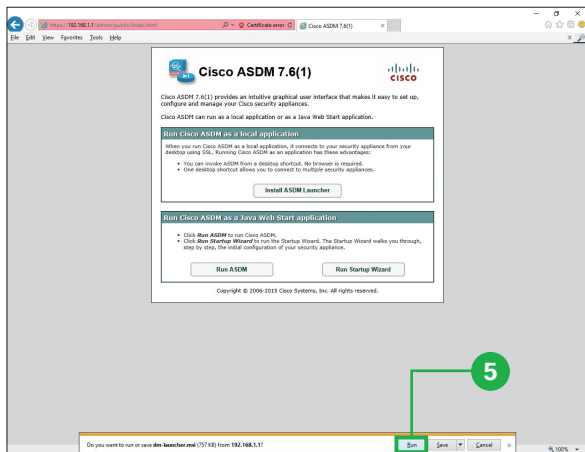 https://192.168.1.1/admin/public/index.html
Certificate error
Cisco ASDM 7.6(1)
File Edit View Favorites Tools Help
Cisco ASDM 7.6(1)
CISCO
Cisco ASDM 7.6(1) provides an intuitive graphical user interface that makes it easy to set up,
configure and manage your Cisco security appliances.
Cisco ASDM can run as a local application or as a Java Web Start application.
Run Cisco ASDM as a local application
When you run Cisco ASDM as a local application, it connects to your security appliance from your
desktop using SSL. Running Cisco ASDM as an application has these advantages:
• You can invoke ASDM from a desktop shortcut. No browser is required.
• One desktop shortcut allows you to connect to multiple security appliances.
Install ASDM Launcher
Run Cisco ASDM as a Java Web Start application
• Click Run ASDM to run Cisco ASDM.
• Click Run Startup Wizard to run the Startup Wizard. The Startup Wizard walks you through,
step by step, the initial configuration of your security appliance.
Run ASDM
Run Startup Wizard
Copyright © 2006-2015 Cisco Systems, Inc. All rights reserved.
5
Do you want to run or save dm-launcher.msi (757 KB) from 192.168.1.1?
Run
Save
Cancel
100%